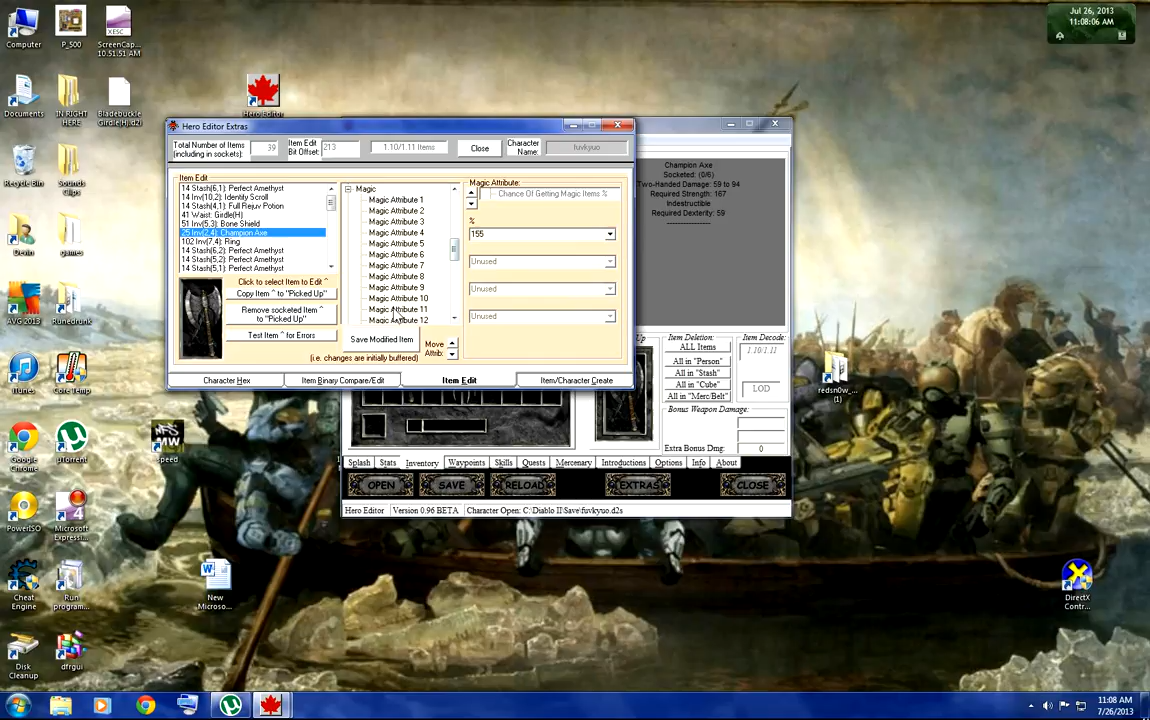 Jul 26, 2013
11:08:06 AM
Computer
P_500
ScreenCap...
10.51.51 AM
XESC
Documents
IN RIGHT
HERE
Bladebuckle
Girdle(H).d2i
Hero Editor
Recycle Bin
Sounds
Clips
Devin
games
AVG 2013
Runedrunk
iTunes
Core Temp
Google
Chrome
µTorrent
speed
PowerISO
Microsoft
Expressi...
Cheat
Engine
Run
program...
New
Microso...
Disk
Cleanup
dfrgui
redsn0w_...
(1)
DirectX
Contr...
Hero Editor Extras
Total Number of Items
(including in sockets):
39
Item Edit
Bit Offset:
213
1.10/1.11 Items
Close
Character
Name:
fuvkyuo
Item Edit
14 Stash(6,1): Perfect Amethyst
14 Inv(10,2): Identify Scroll
14 Stash(4,1): Full Rejuv Potion
41 Waist: Girdle(H)
51 Inv(5,3): Bone Shield
25 Inv(2,4): Champion Axe
102 Inv(7,4): Ring
14 Stash(6,2): Perfect Amethyst
14 Stash(5,2): Perfect Amethyst
14 Stash(5,1): Perfect Amethyst
Click to select Item to Edit ^
Copy Item ^ to "Picked Up"
Remove socketed Item ^
to "Picked Up"
Test Item ^ for Errors
Magic
Magic Attribute 1
Magic Attribute 2
Magic Attribute 3
Magic Attribute 4
Magic Attribute 5
Magic Attribute 6
Magic Attribute 7
Magic Attribute 8
Magic Attribute 9
Magic Attribute 10
Magic Attribute 11
Magic Attribute 12
Save Modified Item
Move
Attrib:
(i.e. changes are initially buffered)
Magic Attribute:
Chance Of Getting Magic Items %
%
155
Unused
Unused
Unused
Character Hex
Item Binary Compare/Edit
Item Edit
Item/Character Create
Champion Axe
Socketed: (0/6)
Two-Handed Damage: 59 to 94
Required Strength: 167
Indestructible
Required Dexterity: 59
Up
Item Deletion:
ALL Items
All in "Person"
All in "Stash"
All in "Cube"
All in "Merc/Belt"
Item Decode:
1.10/1.11
LOD
Bonus Weapon Damage:
Extra Bonus Dmg:
0
Splash
Stats
Inventory
Waypoints
Skills
Quests
Mercenary
Introductions
Options
Info
About
OPEN
SAVE
RELOAD
EXTRAS
CLOSE
Hero Editor
Version 0.96 BETA
Character Open: C:\Diablo II\Save\fuvkyuo.d2s
11:08 AM
7/26/2013